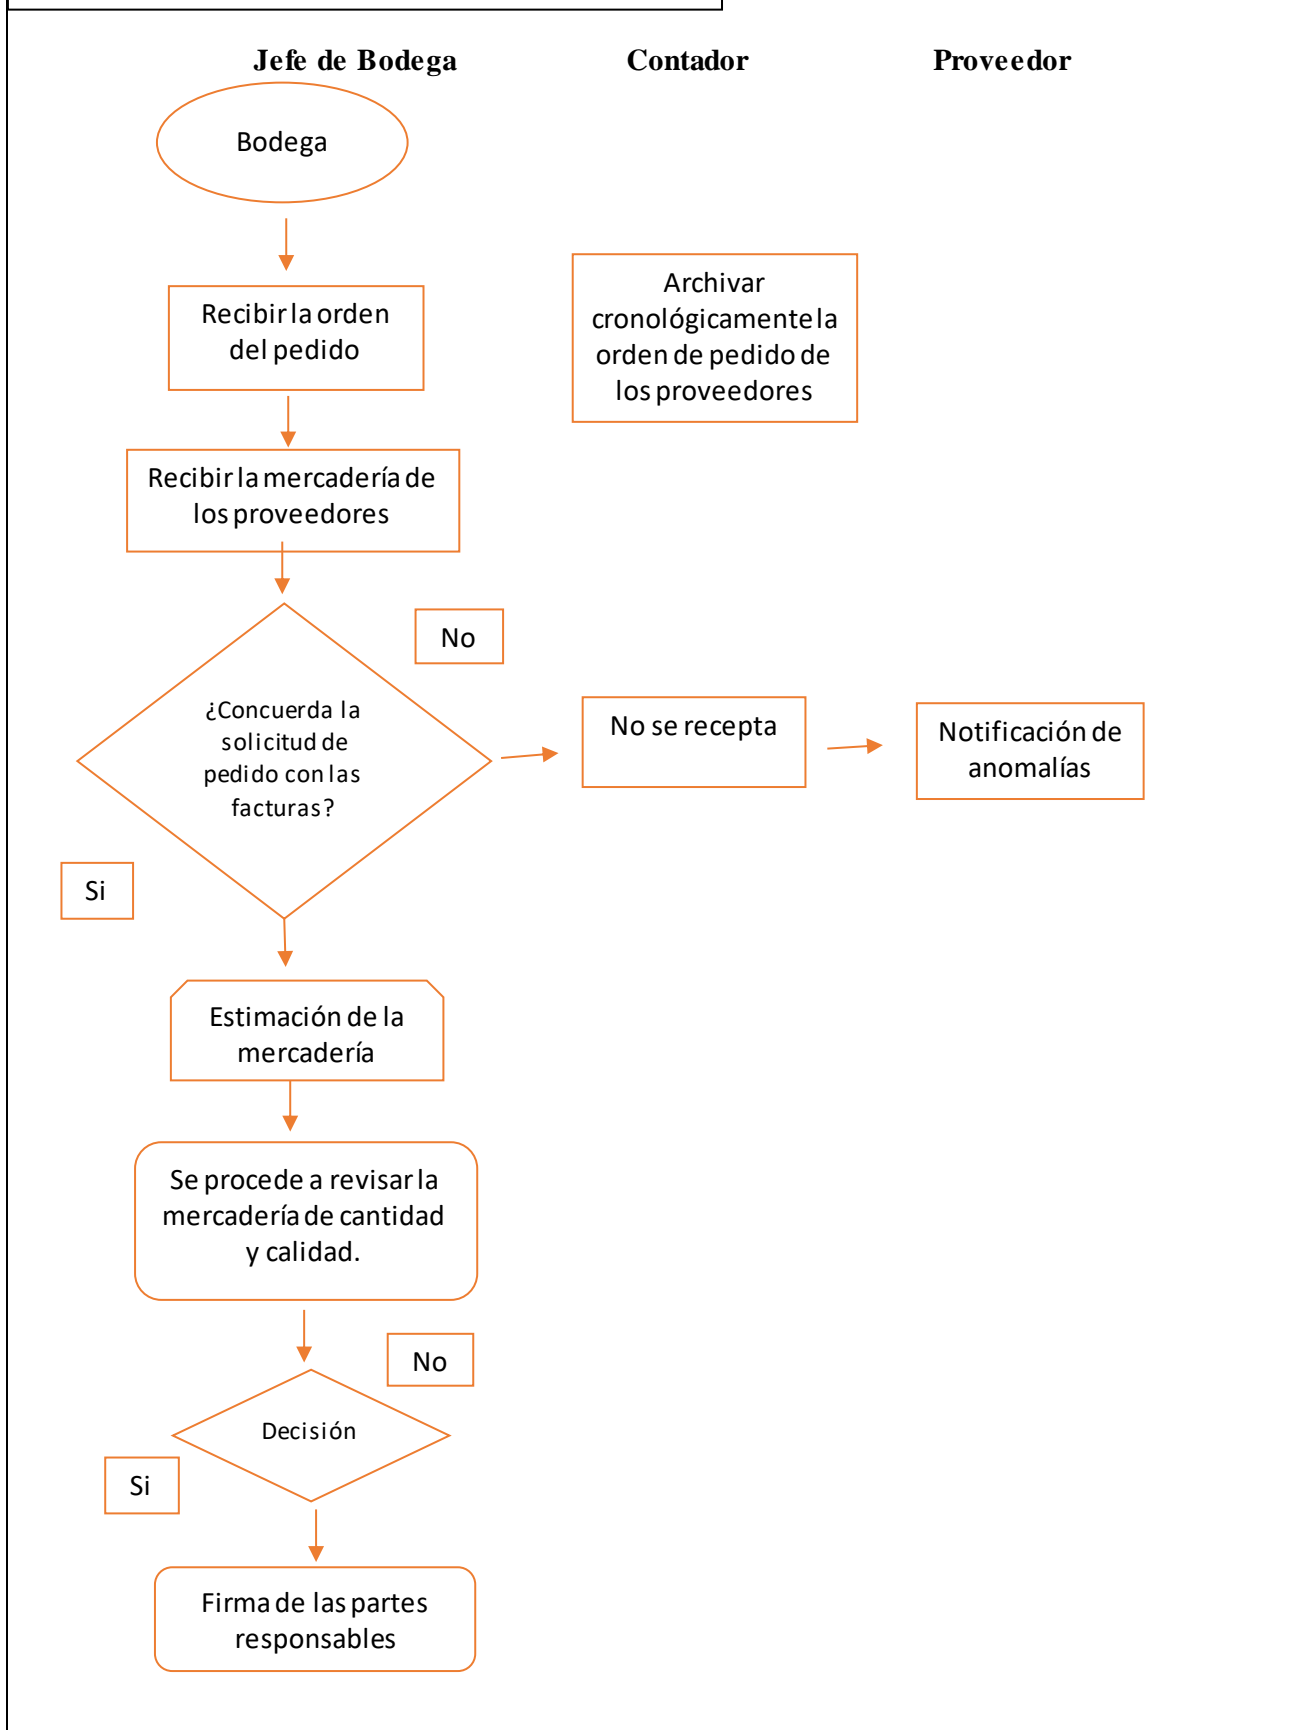 Jefe de Bodega
Contador
Proveedor
Bodega
Recibir la orden
del pedido
Archivar
cronológicamente la
orden de pedido de
los proveedores
Recibir la mercadería de
los proveedores
No
¿Concuerda la
solicitud de
pedido con las
facturas?
No se recepta
Notificación de
anomalías
Si
Estimación de la
mercadería
Se procede a revisar la
mercadería de cantidad
y calidad.
No
Decisión
Si
Firma de las partes
responsables